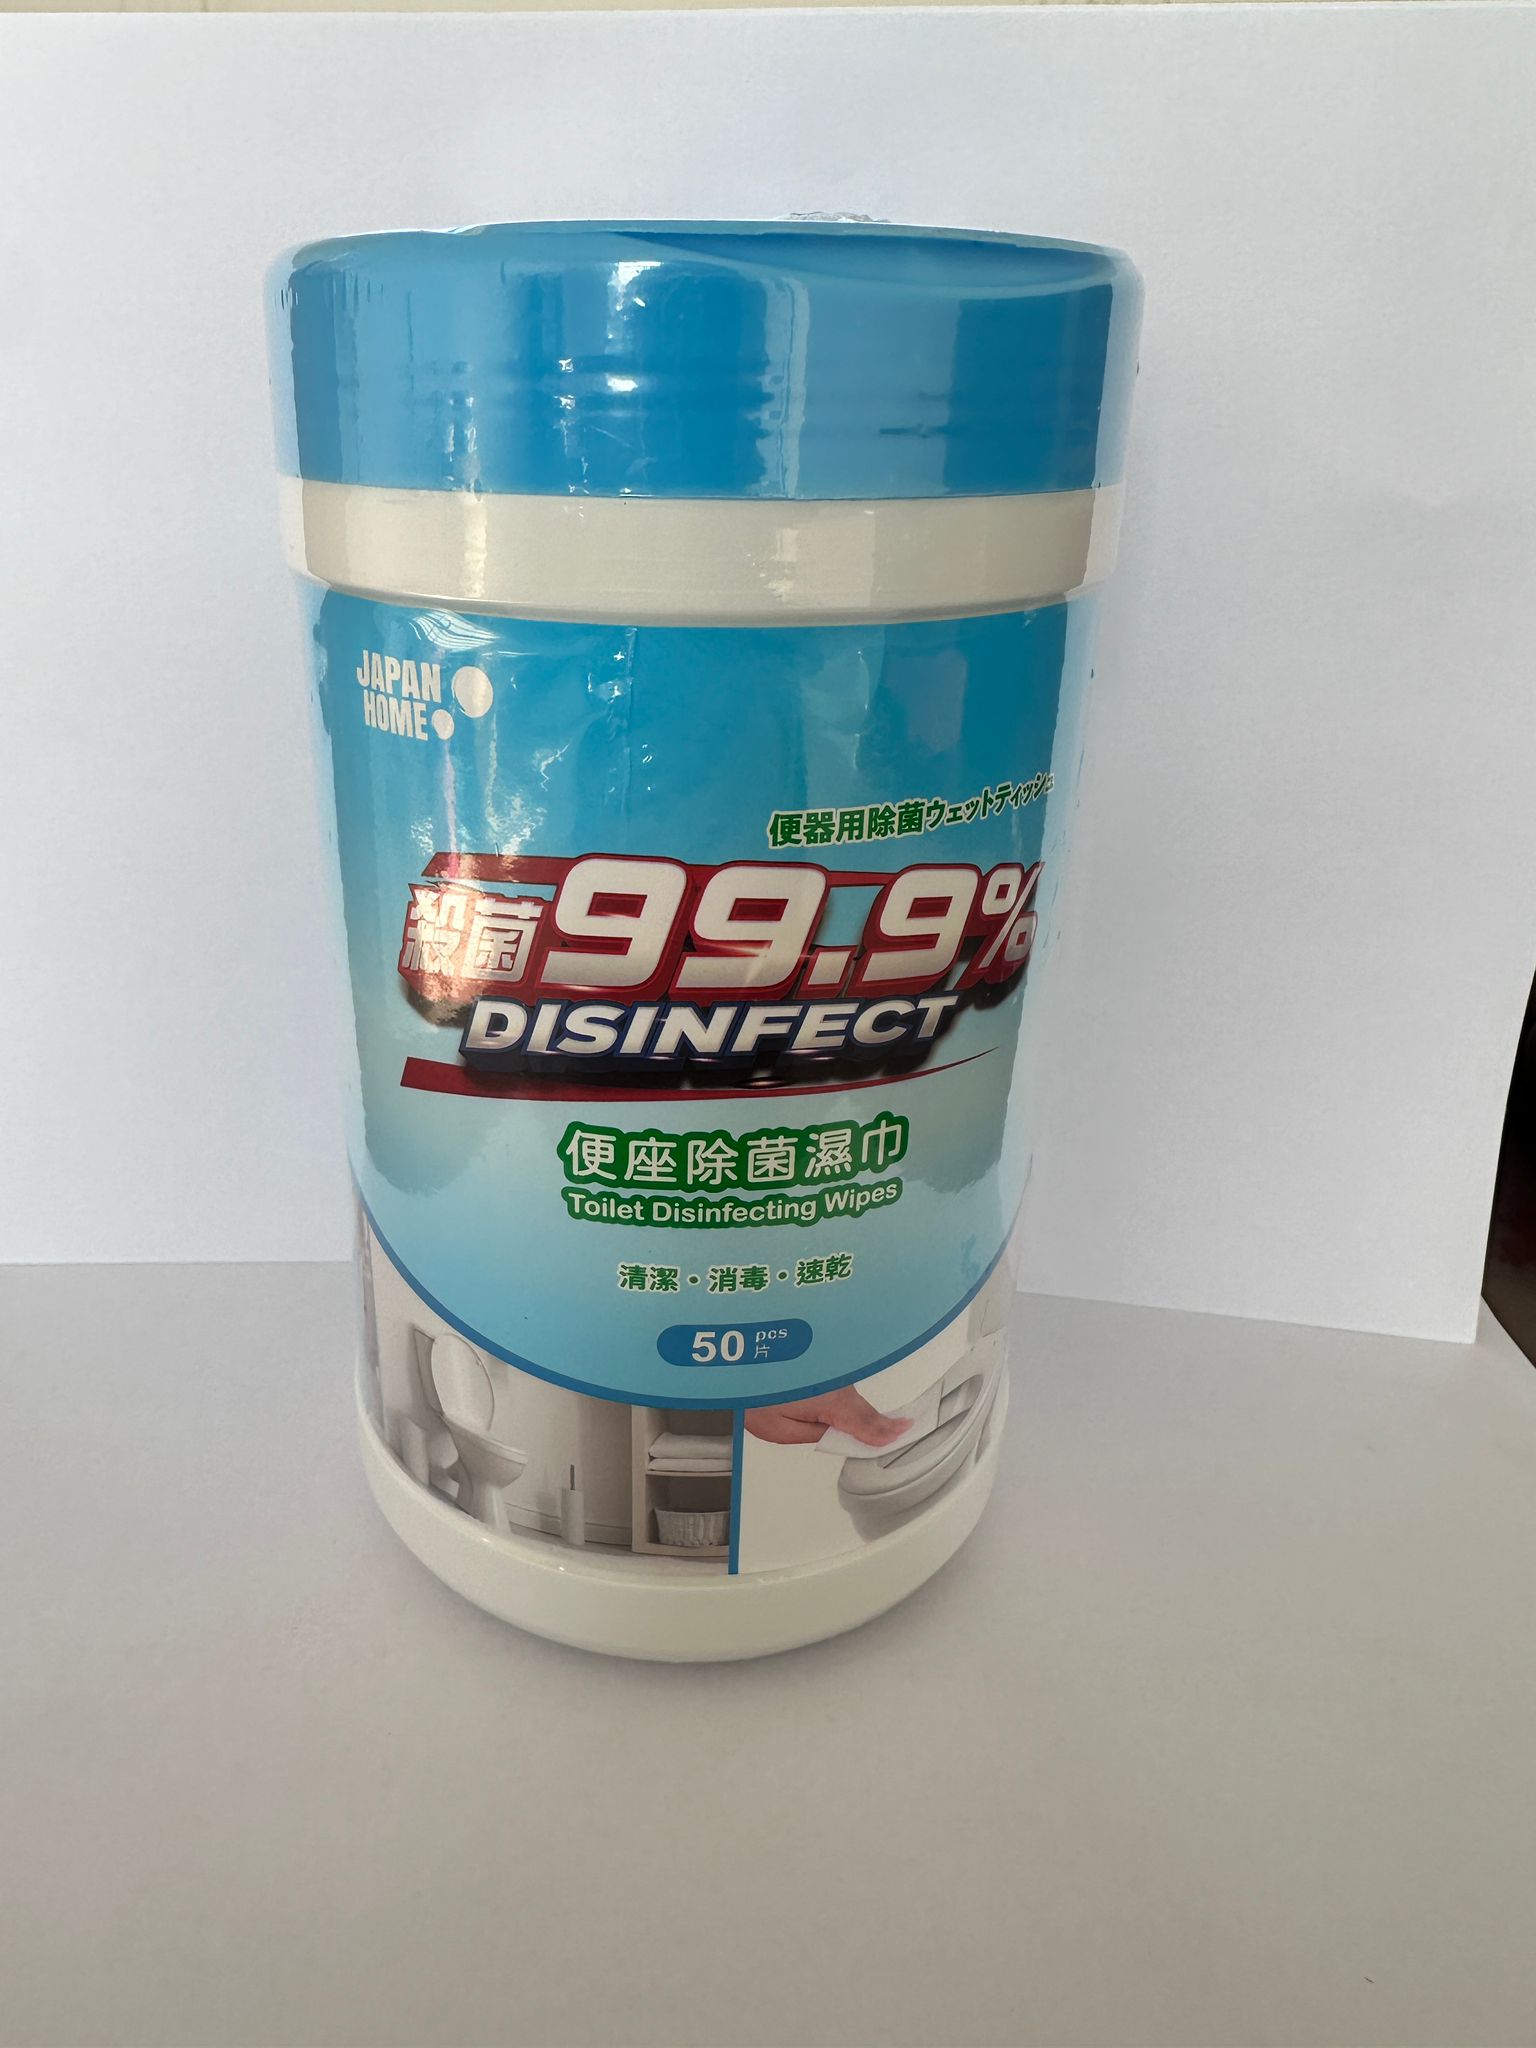 JAPAN
HOME
便器用除菌ウェットティッシュ
殺菌99.9%
DISINFECT
便座除菌濕巾
Toilet Disinfecting Wipes
清潔・消毒・速乾
50 pcs
片